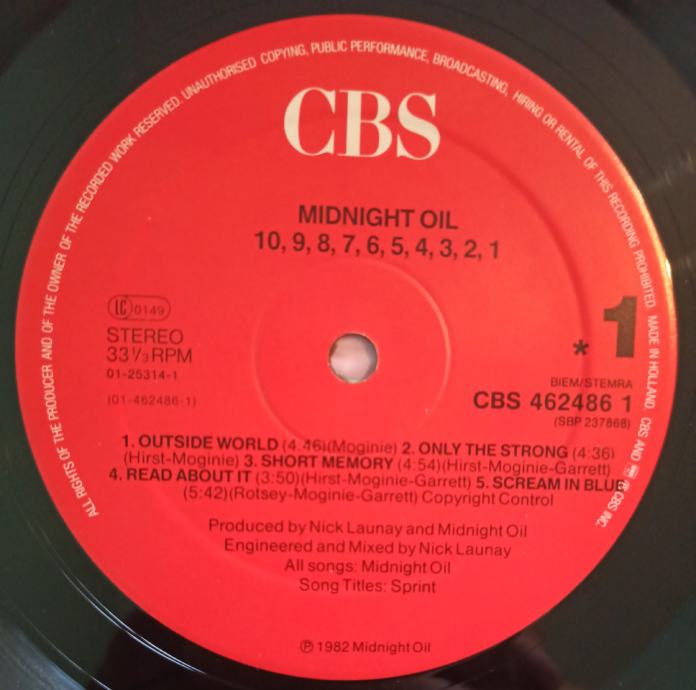 ALL RIGHTS OF THE PRODUCER AND OF THE OWNER OF THE RECORDED WORK RESERVED. UNAUTHORISED COPYING, PUBLIC PERFORMANCE, BROADCASTING, HIRING OR RENTAL OF THIS RECORDING PROHIBITED. MADE IN HOLLAND. CBS AND ℗ CBS INC.
CBS
MIDNIGHT OIL
10, 9, 8, 7, 6, 5, 4, 3, 2, 1
LC 0149
STEREO
33⅓ RPM
01-25314-1
(01-462486-1)
* 1
BIEM/STEMRA
CBS 462486 1
(SBP 237868)
1. OUTSIDE WORLD (4:46)(Moginie) 2. ONLY THE STRONG (4:36)
(Hirst-Moginie) 3. SHORT MEMORY (4:54)(Hirst-Moginie-Garrett)
4. READ ABOUT IT (3:50)(Hirst-Moginie-Garrett) 5. SCREAM IN BLUE
(5:42)(Rotsey-Moginie-Garrett) Copyright Control
Produced by Nick Launay and Midnight Oil
Engineered and Mixed by Nick Launay
All songs: Midnight Oil
Song Titles: Sprint
℗ 1982 Midnight Oil